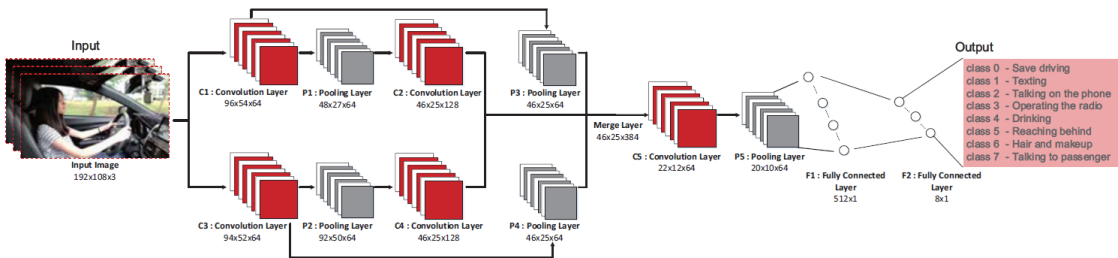 Input
Output
C1 : Convolution Layer
96x54x64
P1 : Pooling Layer
48x27x64
C2 : Convolution Layer
46x25x128
P3 : Pooling Layer
46x25x64
Input Image
192x108x3
Merge Layer
46x25x384
C5 : Convolution Layer
22x12x64
P5 : Pooling Layer
20x10x64
F1 : Fully Connected
Layer
512x1
F2 : Fully Connected
Layer
8x1
class 0 - Save driving
class 1 - Texting
class 2 - Talking on the phone
class 3 - Operating the radio
class 4 - Drinking
class 5 - Reaching behind
class 6 - Hair and makeup
class 7 - Talking to passenger
C3 : Convolution Layer
94x52x64
P2 : Pooling Layer
92x50x64
C4 : Convolution Layer
46x25x128
P4 : Pooling Layer
46x25x64